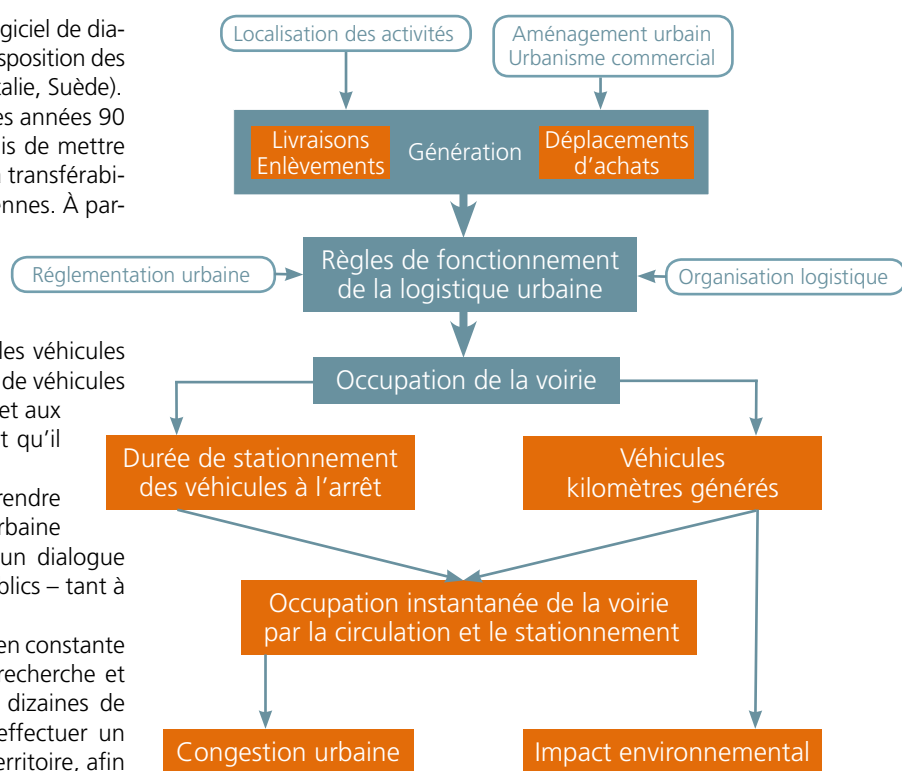 giciel de dia-
sposition des
talie, Suède).
es années 90
is de mettre
transférabi-
ennes. À par-
les véhicules
de véhicules
et aux
t qu'il
rendre
rbaine
un dialogue
blics – tant à
en constante
recherche et
dizaines de
effectuer un
erritoire, afin
Localisation des activités
Aménagement urbain
Urbanisme commercial
Livraisons
Enlèvements
Génération
Déplacements
d'achats
Réglementation urbaine
Règles de fonctionnement
de la logistique urbaine
Organisation logistique
Occupation de la voirie
Durée de stationnement
des véhicules à l'arrêt
Véhicules
kilomètres générés
Occupation instantanée de la voirie
par la circulation et le stationnement
Congestion urbaine
Impact environnemental